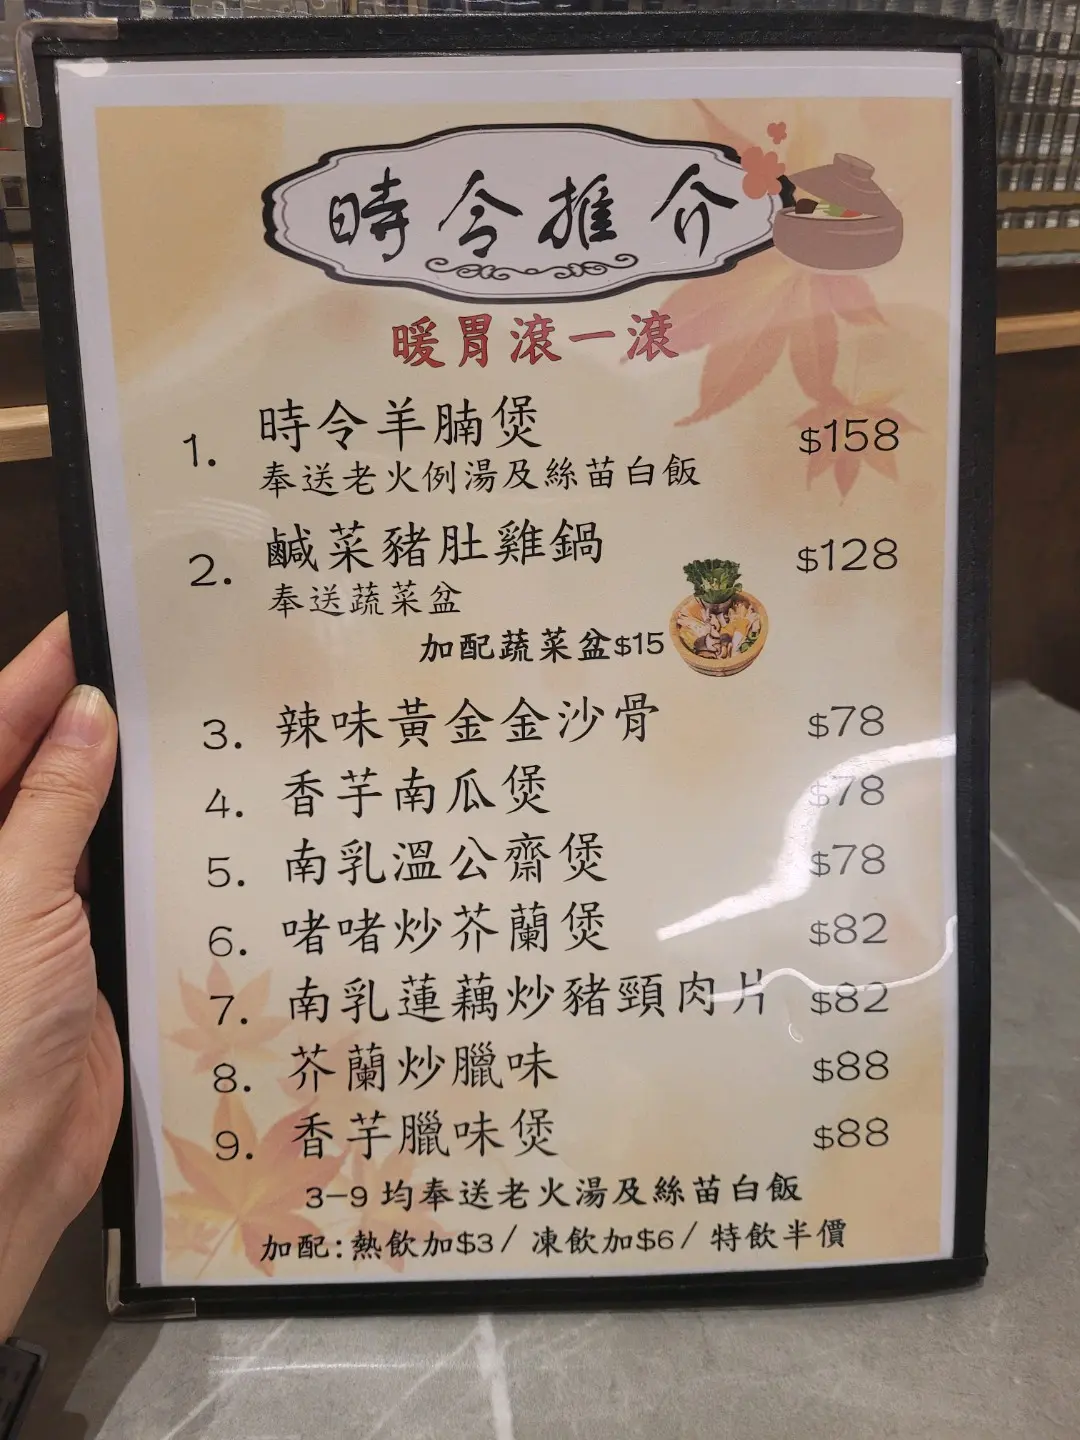 時令推介
暖胃滾一滾
1. 時令羊腩煲 $158
奉送老火例湯及絲苗白飯
2. 鹹菜豬肚雞鍋 $128
奉送蔬菜盆
加配蔬菜盆$15
3. 辣味黃金金沙骨 $78
4. 香芋南瓜煲 $78
5. 南乳溫公齋煲 $78
6. 啫啫炒芥蘭煲 $82
7. 南乳蓮藕炒豬頸肉片 $82
8. 芥蘭炒臘味 $88
9. 香芋臘味煲 $88
3-9 均奉送老火湯及絲苗白飯
加配:熱飲加$3/ 凍飲加$6/ 特飲半價